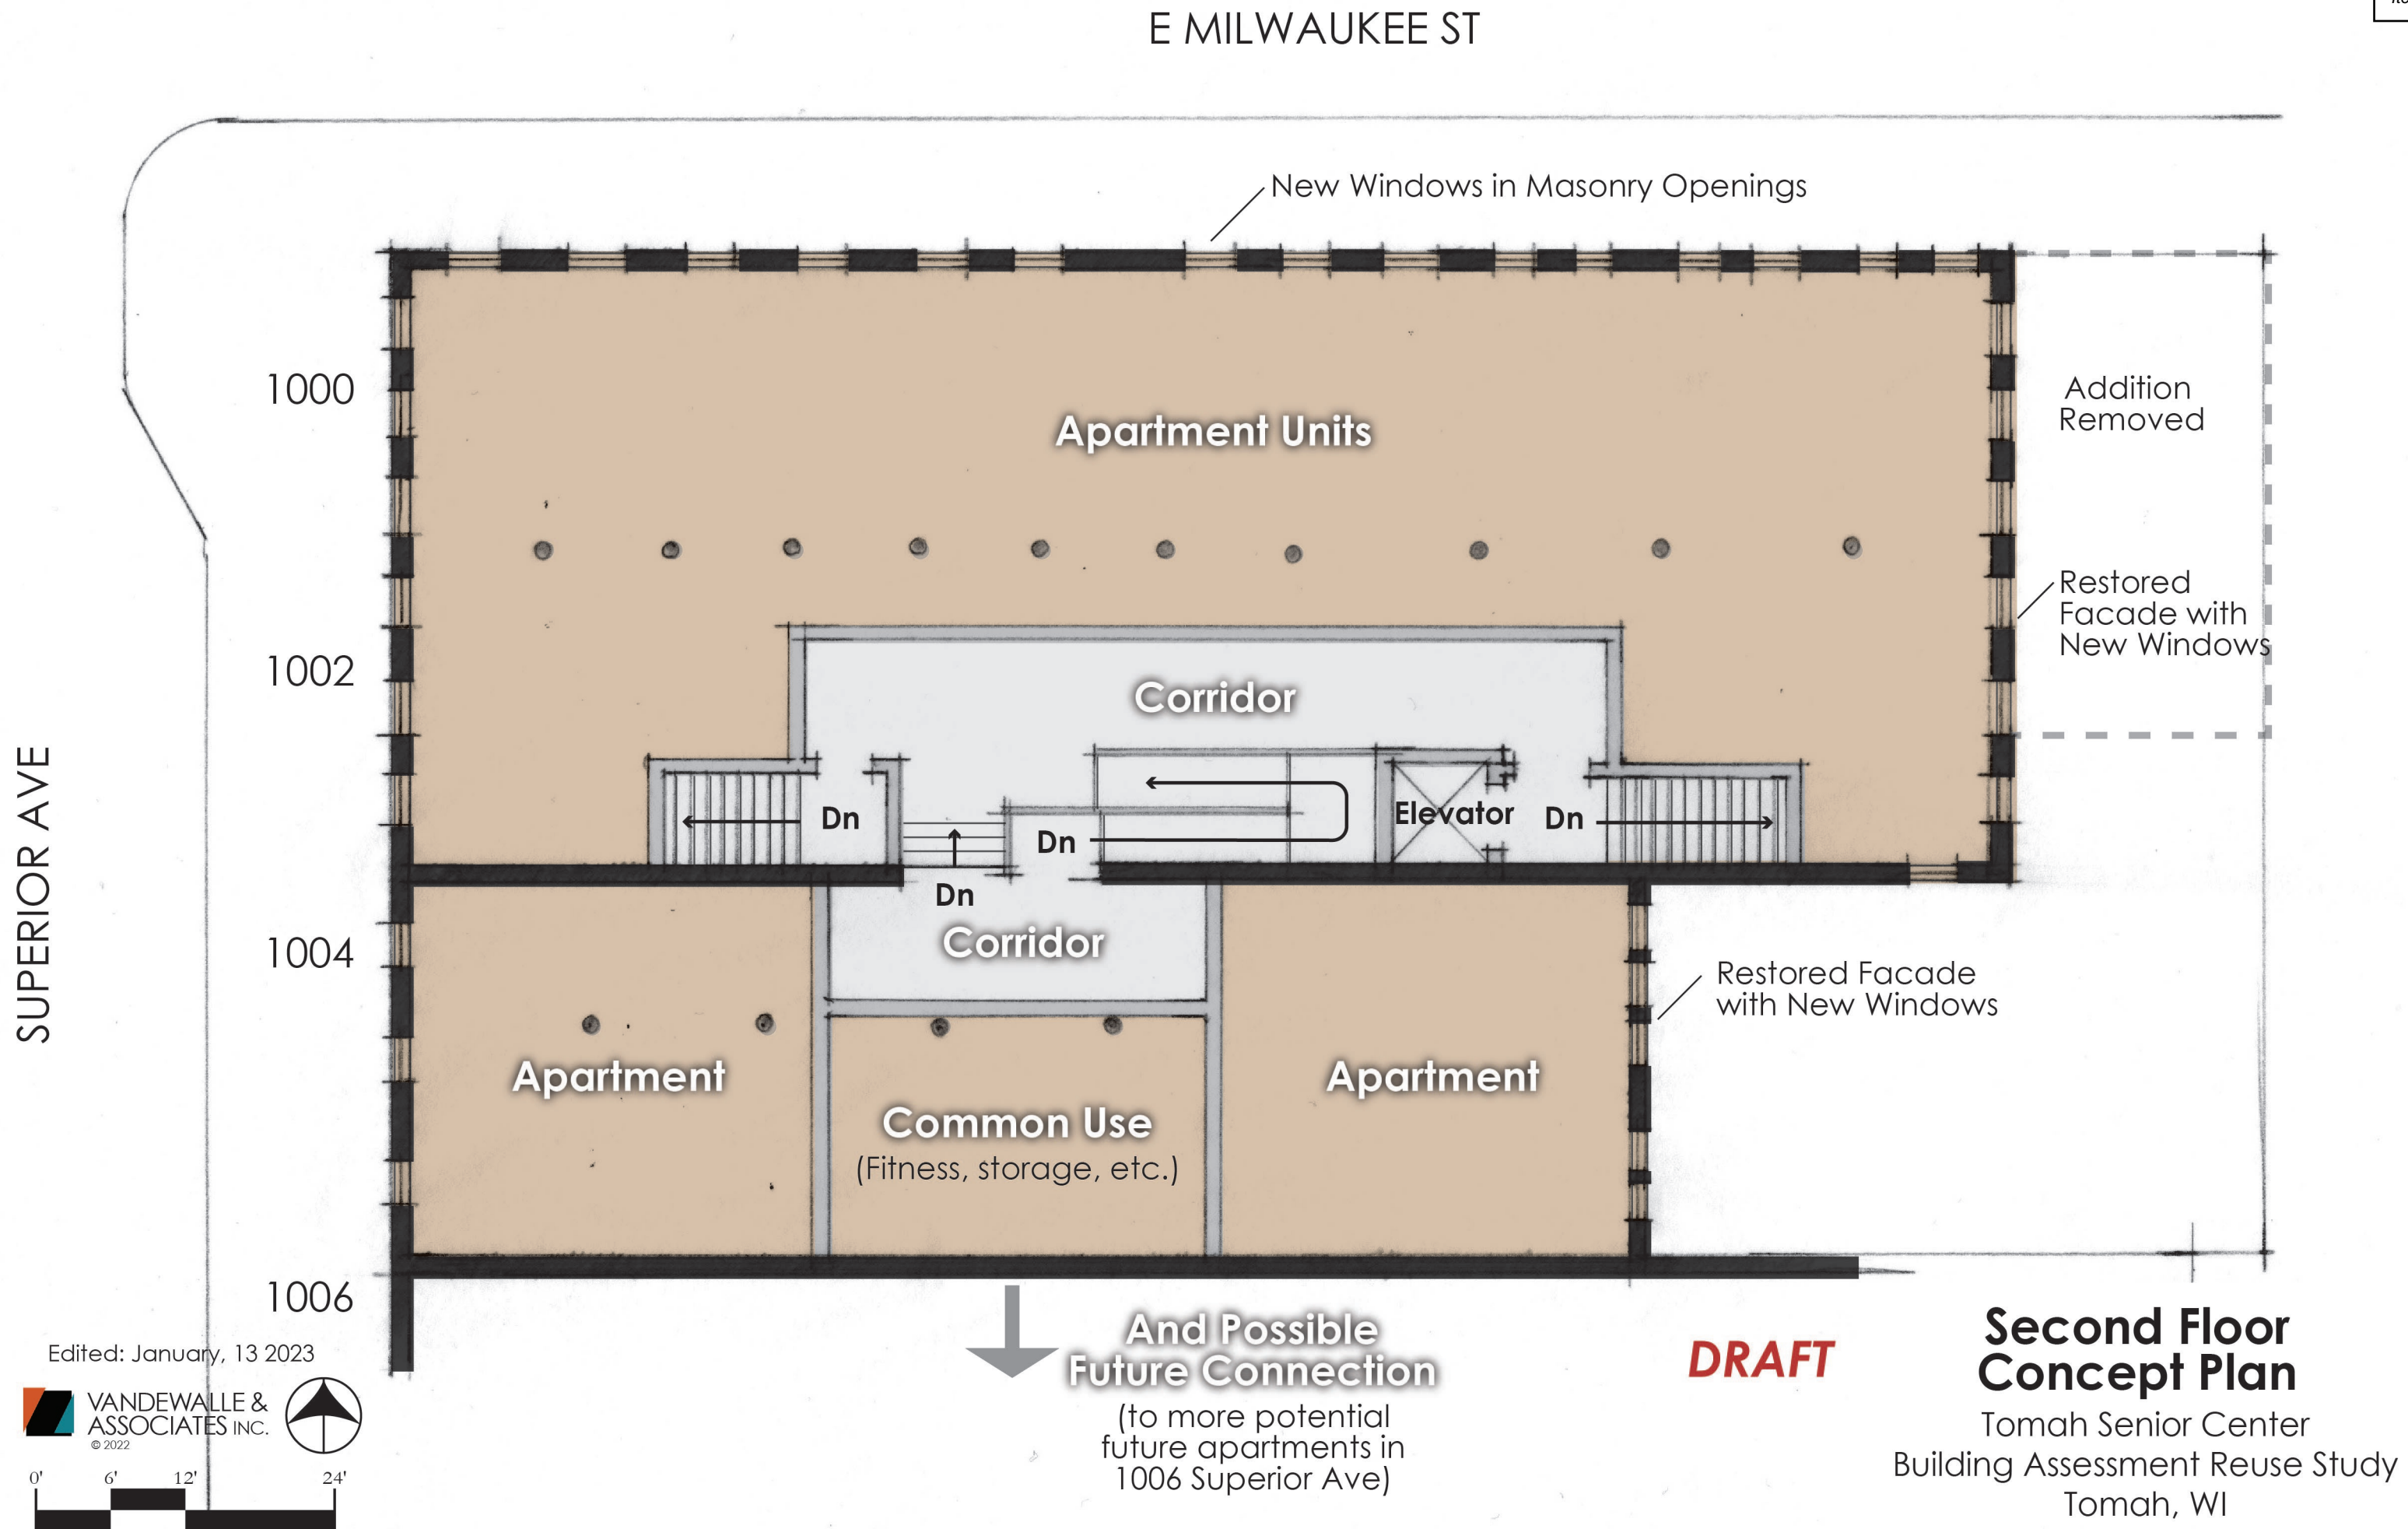 E MILWAUKEE ST
New Windows in Masonry Openings
1000
Apartment Units
Addition
Removed
Restored
Facade with
New Windows
1002
Corridor
SUPERIOR AVE
Dn
Dn
Elevator
Dn
Dn
Corridor
1004
Restored Facade
with New Windows
Apartment
Common Use
(Fitness, storage, etc.)
Apartment
1006
And Possible
Future Connection
(to more potential
future apartments in
1006 Superior Ave)
DRAFT
Second Floor
Concept Plan
Tomah Senior Center
Building Assessment Reuse Study
Tomah, WI
Edited: January, 13 2023
VANDEWALLE &
ASSOCIATES INC.
© 2022
0' 6' 12' 24'